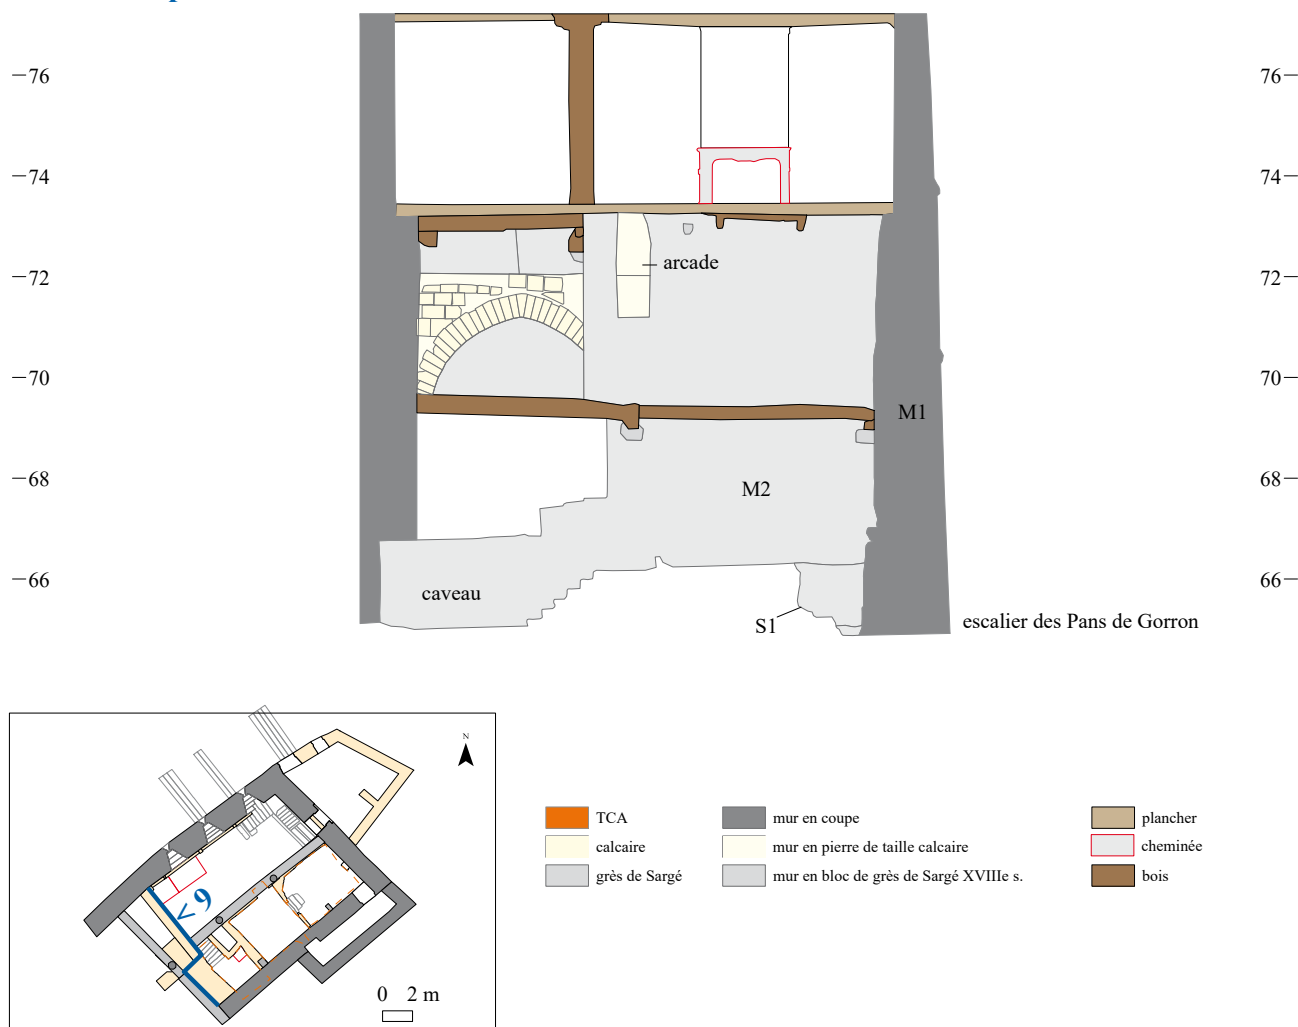 76
76
74
74
arcade
72
72
70
70
M1
68
68
M2
66
66
caveau
S1
escalier des Pans de Gorron
N
< 9
0 2 m
TCA
mur en coupe
plancher
calcaire
mur en pierre de taille calcaire
cheminée
grès de Sargé
mur en bloc de grès de Sargé XVIIIe s.
bois